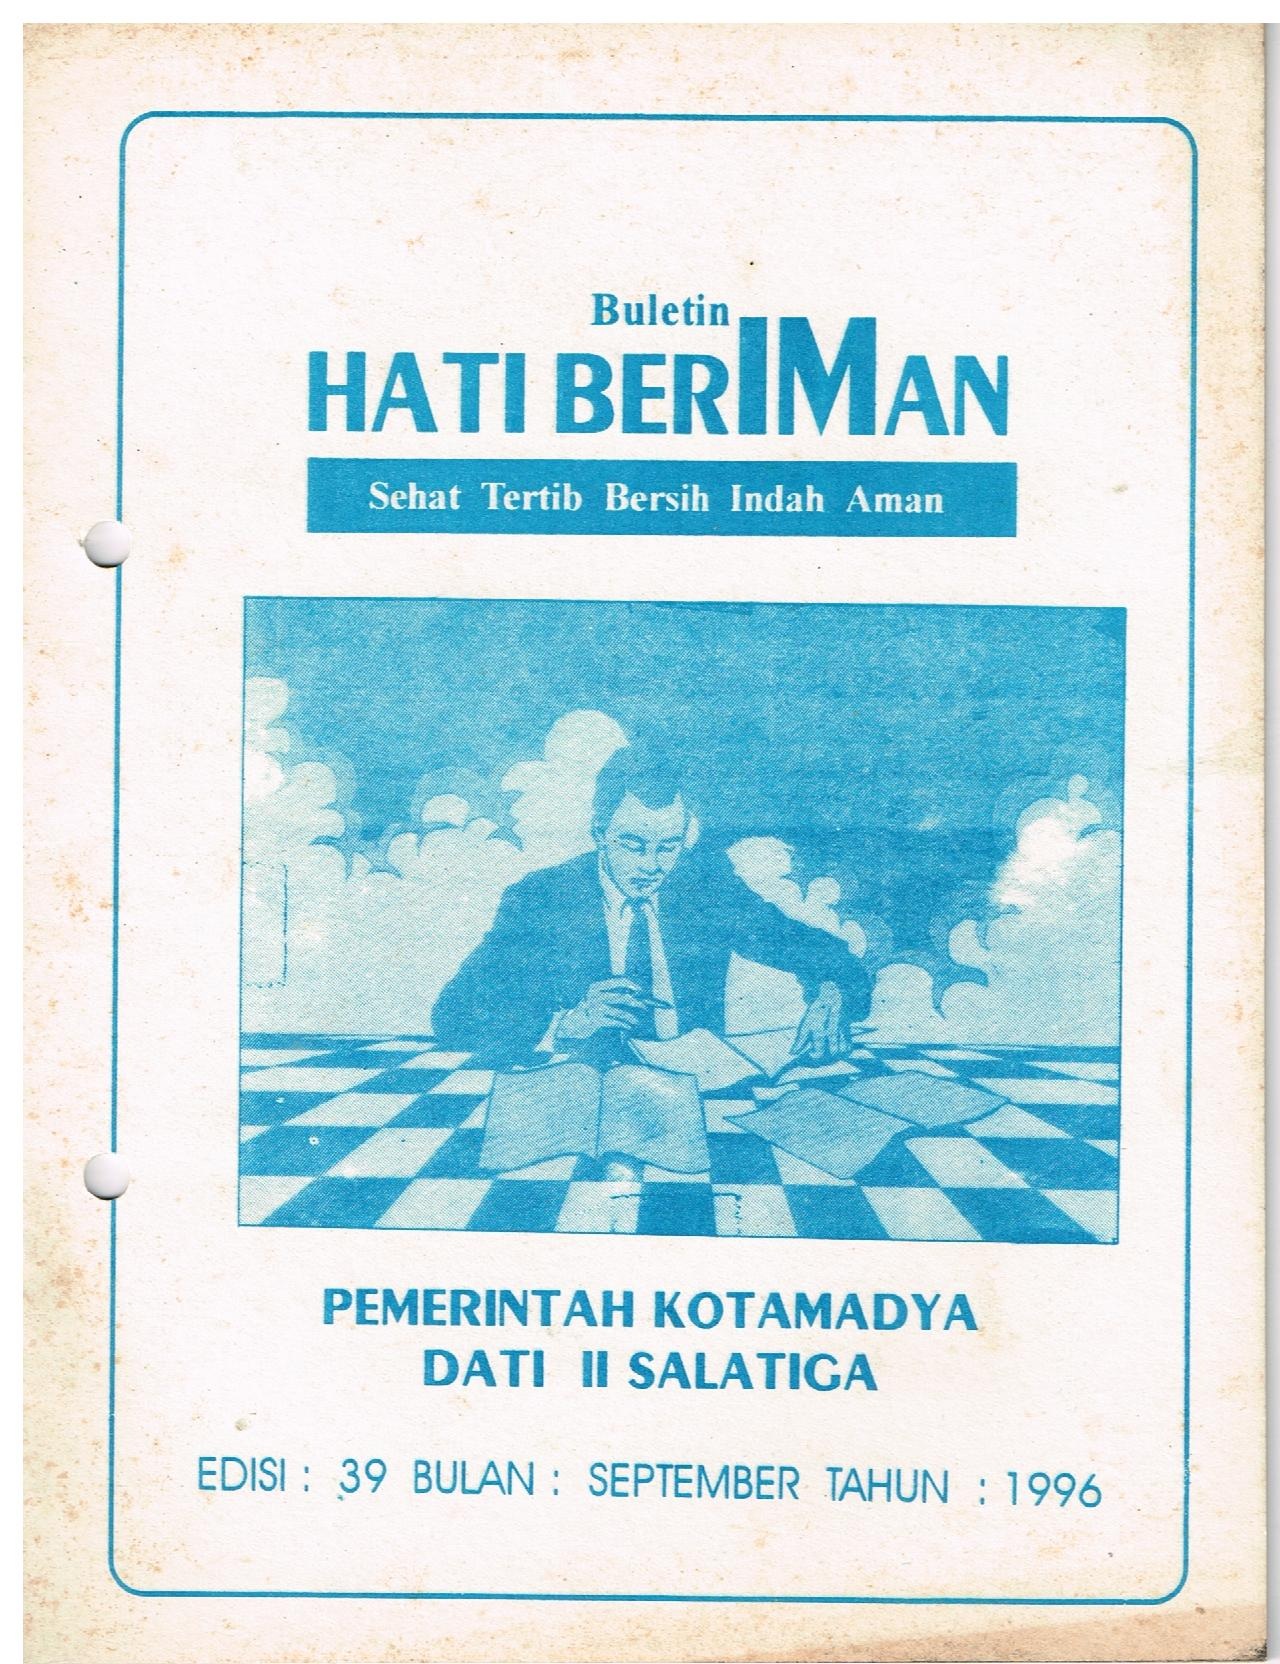 Buletin
HATI BERIMAN
Sehat Tertib Bersih Indah Aman
PEMERINTAH KOTAMADYA
DATI II SALATIGA
EDISI : 39 BULAN : SEPTEMBER TAHUN : 1996